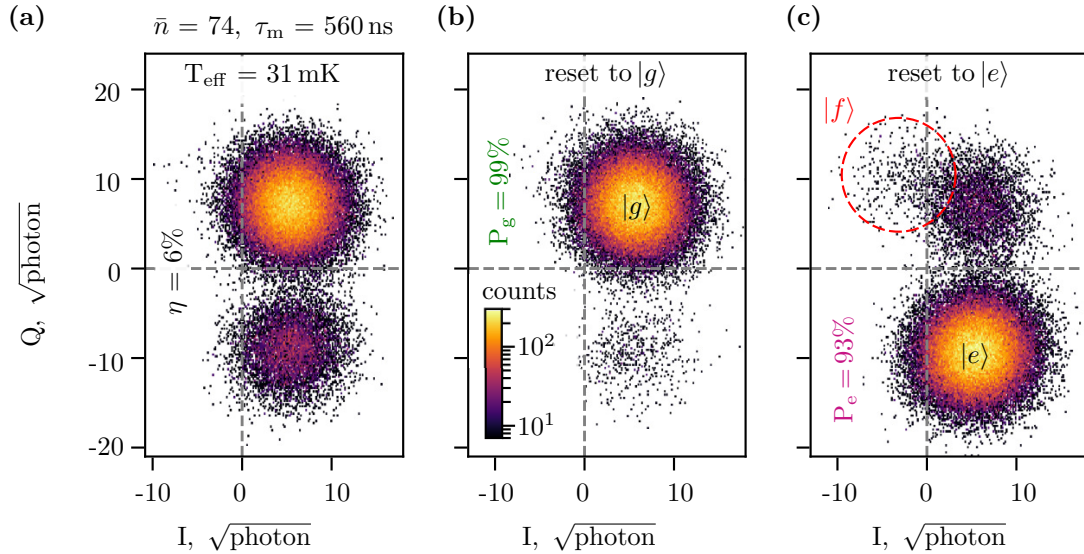 (a)
n̄ = 74, τm = 560 ns
(b)
(c)
Teff = 31 mK
reset to |g⟩
reset to |e⟩
20
10
0
-10
-20
Q, √photon
η = 6%
Pg = 99%
|g⟩
counts
10²
10¹
|f⟩
Pe = 93%
|e⟩
-10
0
10
-10
0
10
-10
0
10
I, √photon
I, √photon
I, √photon